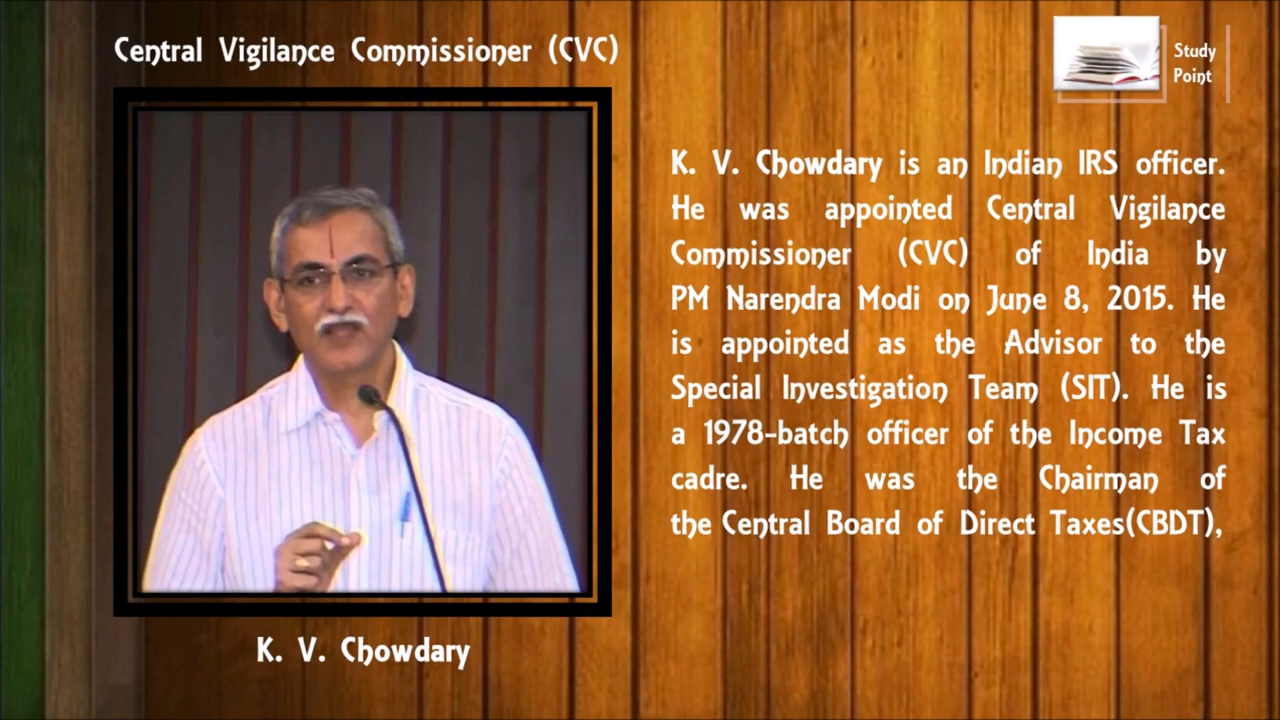 Central Vigilance Commissioner (CVC)
Study
Point
K. V. Chowdary is an Indian IRS officer.
He was appointed Central Vigilance
Commissioner (CVC) of India by
PM Narendra Modi on June 8, 2015. He
is appointed as the Advisor to the
Special Investigation Team (SIT). He is
a 1978-batch officer of the Income Tax
cadre. He was the Chairman of
the Central Board of Direct Taxes(CBDT),
K. V. Chowdary